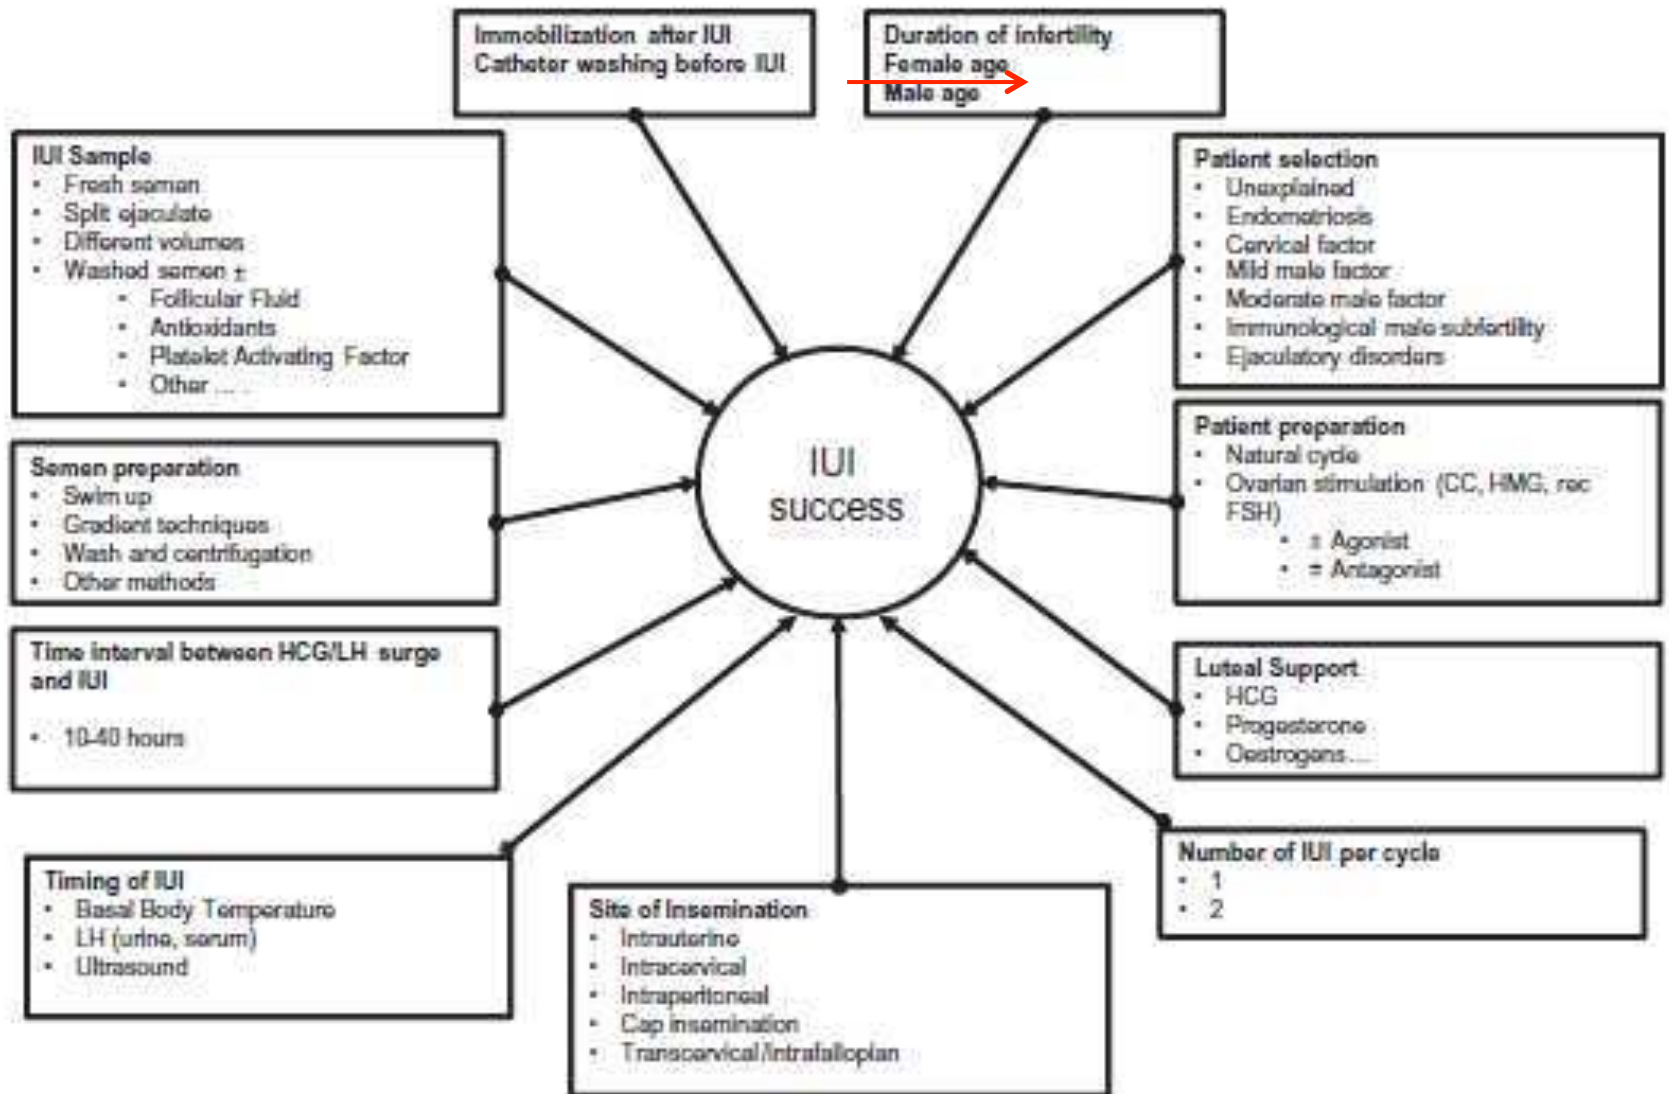 Immobilization after IUI
Catheter washing before IUI
Duration of infertility
Female age
Male age
IUI Sample
• Fresh semen
• Split ejaculate
• Different volumes
• Washed semen ±
• Follicular Fluid
• Antioxidants
• Platelet Activating Factor
• Other ... .
Patient selection
• Unexplained
• Endometriosis
• Cervical factor
• Mild male factor
• Moderate male factor
• Immunological male subfertility
• Ejaculatory disorders
Semen preparation
• Swim up
• Gradient techniques
• Wash and centrifugation
• Other methods
IUI
success
Patient preparation
• Natural cycle
• Ovarian stimulation (CC, HMG, rec
FSH)
• ± Agonist
• ± Antagonist
Time interval between HCG/LH surge
and IUI
• 10-40 hours
Luteal Support
• HCG
• Progesterone
• Oestrogens...
Timing of IUI
• Basal Body Temperature
• LH (urine, serum)
• Ultrasound
Site of Insemination
• Intrauterine
• Intracervical
• Intraperitoneal
• Cap insemination
• Transcervical/Intrafallopian
Number of IUI per cycle
• 1
• 2